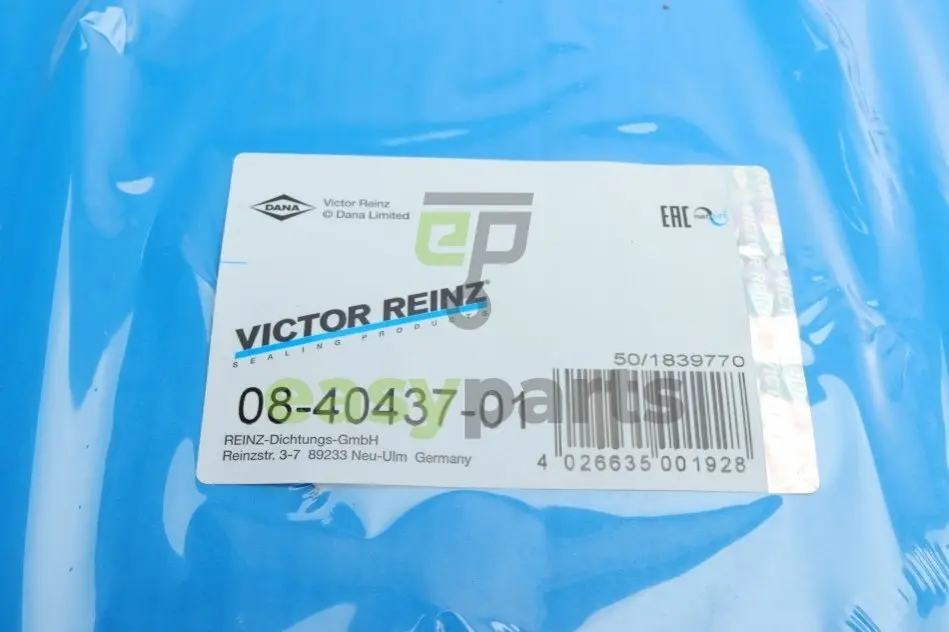 DANA
Victor Reinz
© Dana Limited
EAC
ep
VICTOR REINZ®
SEALING PRODUCTS
50/1839770
easyparts
08-40437-01
REINZ-Dichtungs-GmbH
Reinzstr. 3-7 89233 Neu-Ulm Germany
4 026635 001928